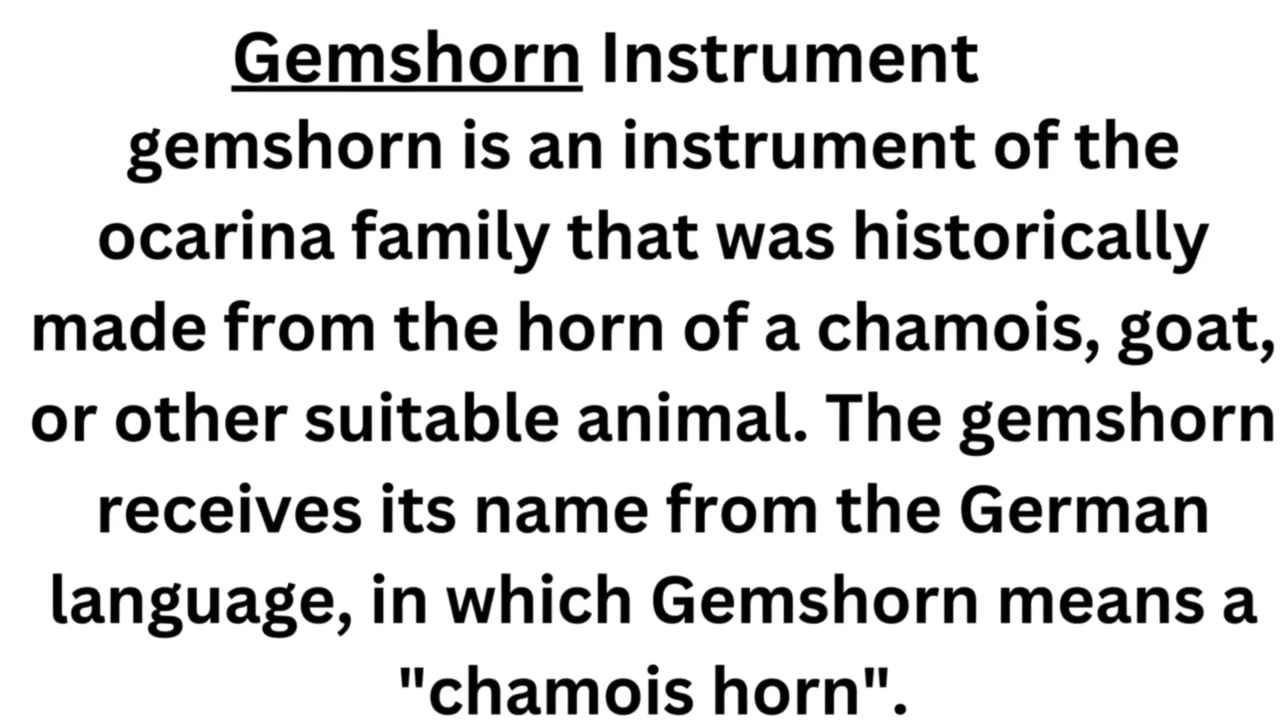 Gemshorn Instrument
gemshorn is an instrument of the
ocarina family that was historically
made from the horn of a chamois, goat,
or other suitable animal. The gemshorn
receives its name from the German
language, in which Gemshorn means a
"chamois horn".